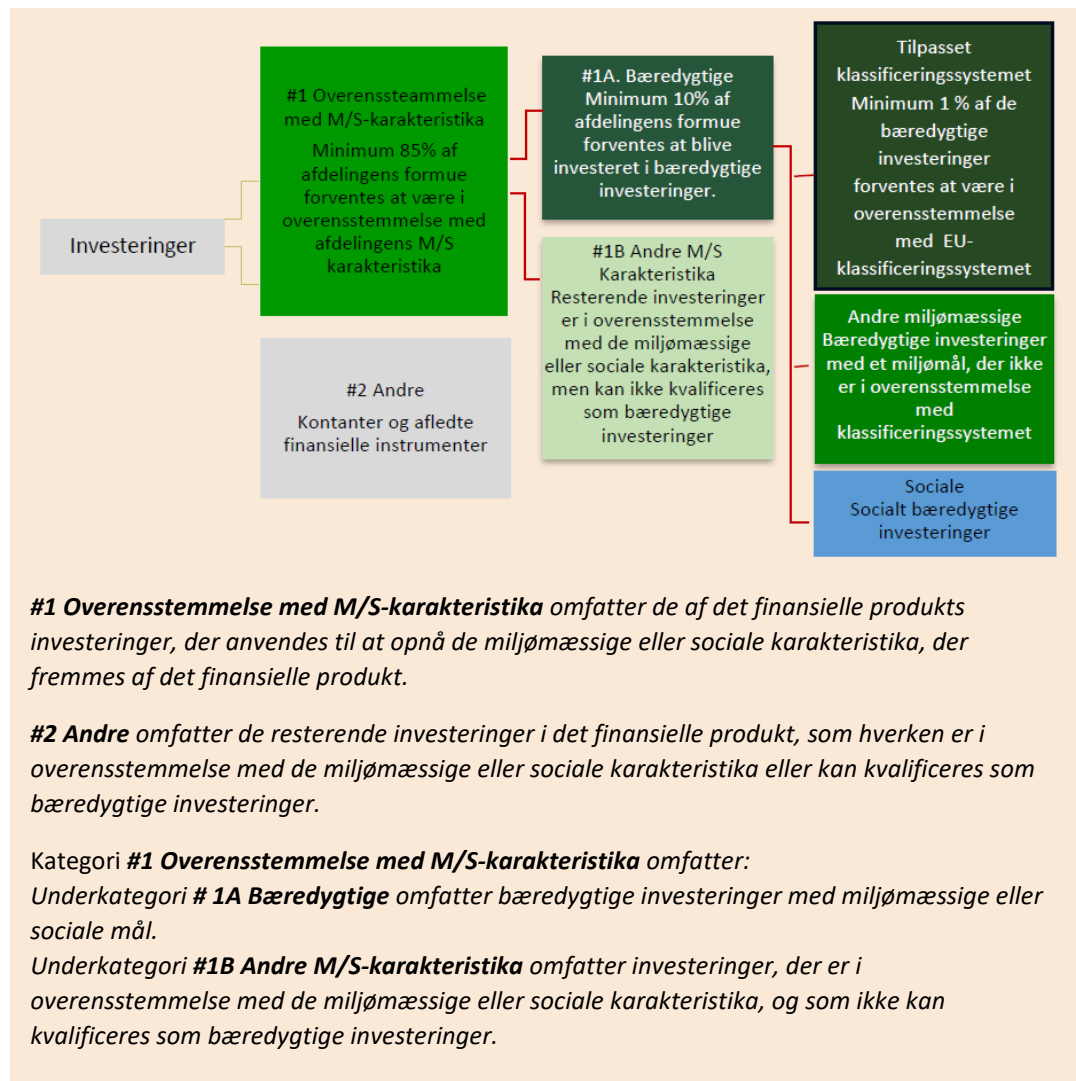 Investeringer
#1 Overenssteammelse
med M/S-karakteristika
Minimum 85% af
afdelingens formue
forventes at være i
overensstemmelse med
afdelingens M/S
karakteristika
#2 Andre
Kontanter og afledte
finansielle instrumenter
#1A. Bæredygtige
Minimum 10% af
afdelingens formue
forventes at blive
investeret i bæredygtige
investeringer.
#1B Andre M/S
Karakteristika
Resterende investeringer
er i overensstemmelse
med de miljømæssige
eller sociale karakteristika,
men kan ikke kvalificeres
som bæredygtige
investeringer
Tilpasset
klassificeringssystemet
Minimum 1 % af de
bæredygtige
investeringer
forventes at være i
overensstemmelse
med EU-
klassificeringssystemet
Andre miljømæssige
Bæredygtige investeringer
med et miljømål, der ikke
er i overensstemmelse
med
klassificeringssystemet
Sociale
Socialt bæredygtige
investeringer
#1 Overensstemmelse med M/S-karakteristika omfatter de af det finansielle produkts
investeringer, der anvendes til at opnå de miljømæssige eller sociale karakteristika, der
fremmes af det finansielle produkt.
#2 Andre omfatter de resterende investeringer i det finansielle produkt, som hverken er i
overensstemmelse med de miljømæssige eller sociale karakteristika eller kan kvalificeres som
bæredygtige investeringer.
Kategori #1 Overensstemmelse med M/S-karakteristika omfatter:
Underkategori # 1A Bæredygtige omfatter bæredygtige investeringer med miljømæssige eller
sociale mål.
Underkategori #1B Andre M/S-karakteristika omfatter investeringer, der er i
overensstemmelse med de miljømæssige eller sociale karakteristika, og som ikke kan
kvalificeres som bæredygtige investeringer.